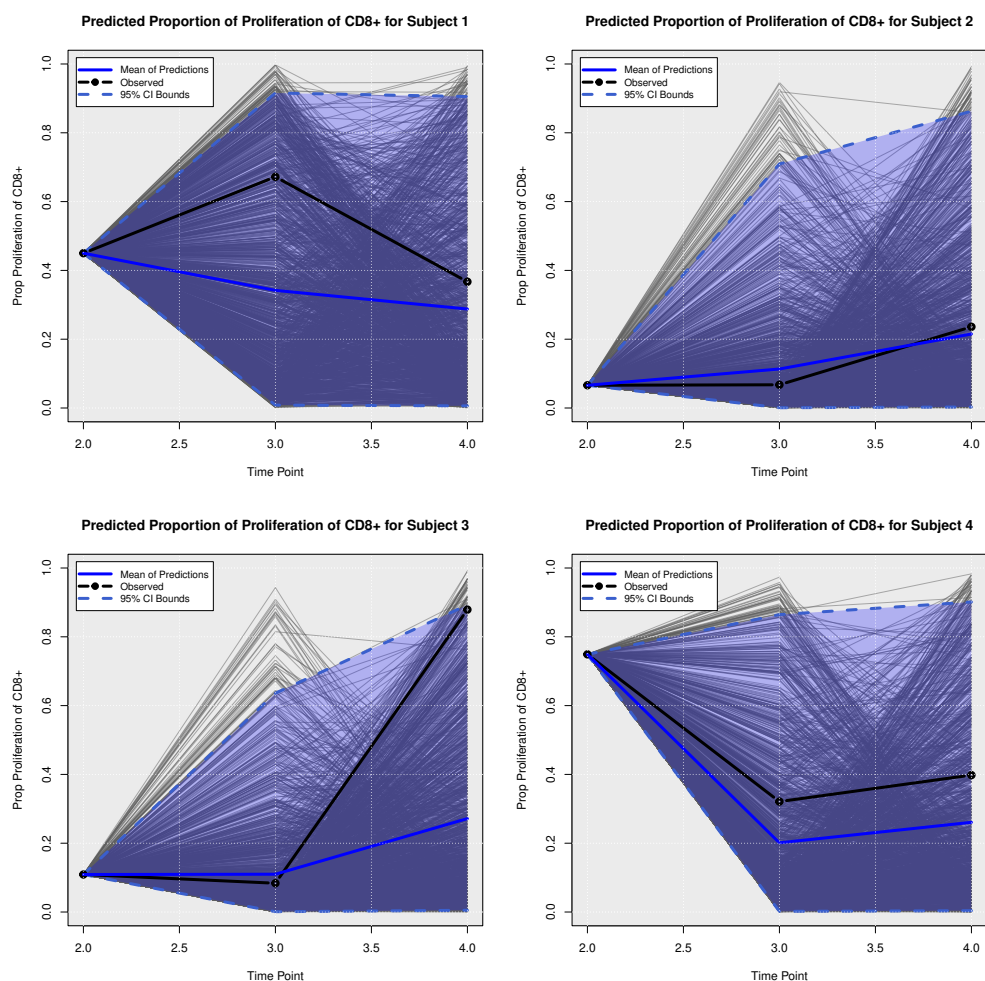 Predicted Proportion of Proliferation of CD8+ for Subject 1
Prop Proliferation of CD8+
1.0
0.8
0.6
0.4
0.2
0.0
Mean of Predictions
Observed
95% CI Bounds
2.0 2.5 3.0 3.5 4.0
Time Point
Predicted Proportion of Proliferation of CD8+ for Subject 2
Prop Proliferation of CD8+
1.0
0.8
0.6
0.4
0.2
0.0
Mean of Predictions
Observed
95% CI Bounds
2.0 2.5 3.0 3.5 4.0
Time Point
Predicted Proportion of Proliferation of CD8+ for Subject 3
Prop Proliferation of CD8+
1.0
0.8
0.6
0.4
0.2
0.0
Mean of Predictions
Observed
95% CI Bounds
2.0 2.5 3.0 3.5 4.0
Time Point
Predicted Proportion of Proliferation of CD8+ for Subject 4
Prop Proliferation of CD8+
1.0
0.8
0.6
0.4
0.2
0.0
Mean of Predictions
Observed
95% CI Bounds
2.0 2.5 3.0 3.5 4.0
Time Point